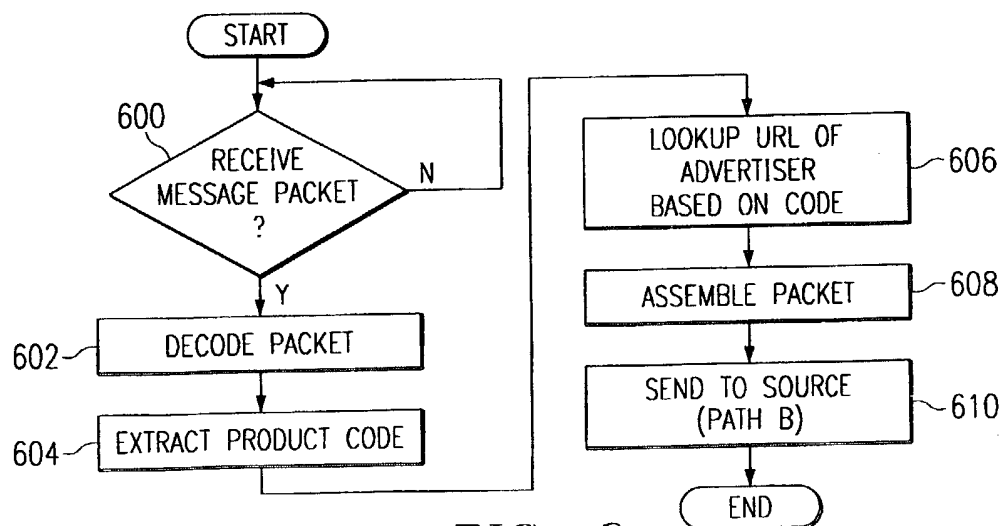 START
600
RECEIVE
MESSAGE PACKET
?
N
Y
602
DECODE PACKET
604
EXTRACT PRODUCT CODE
LOOKUP URL OF
ADVERTISER
BASED ON CODE
606
ASSEMBLE PACKET
608
SEND TO SOURCE
(PATH B)
610
END